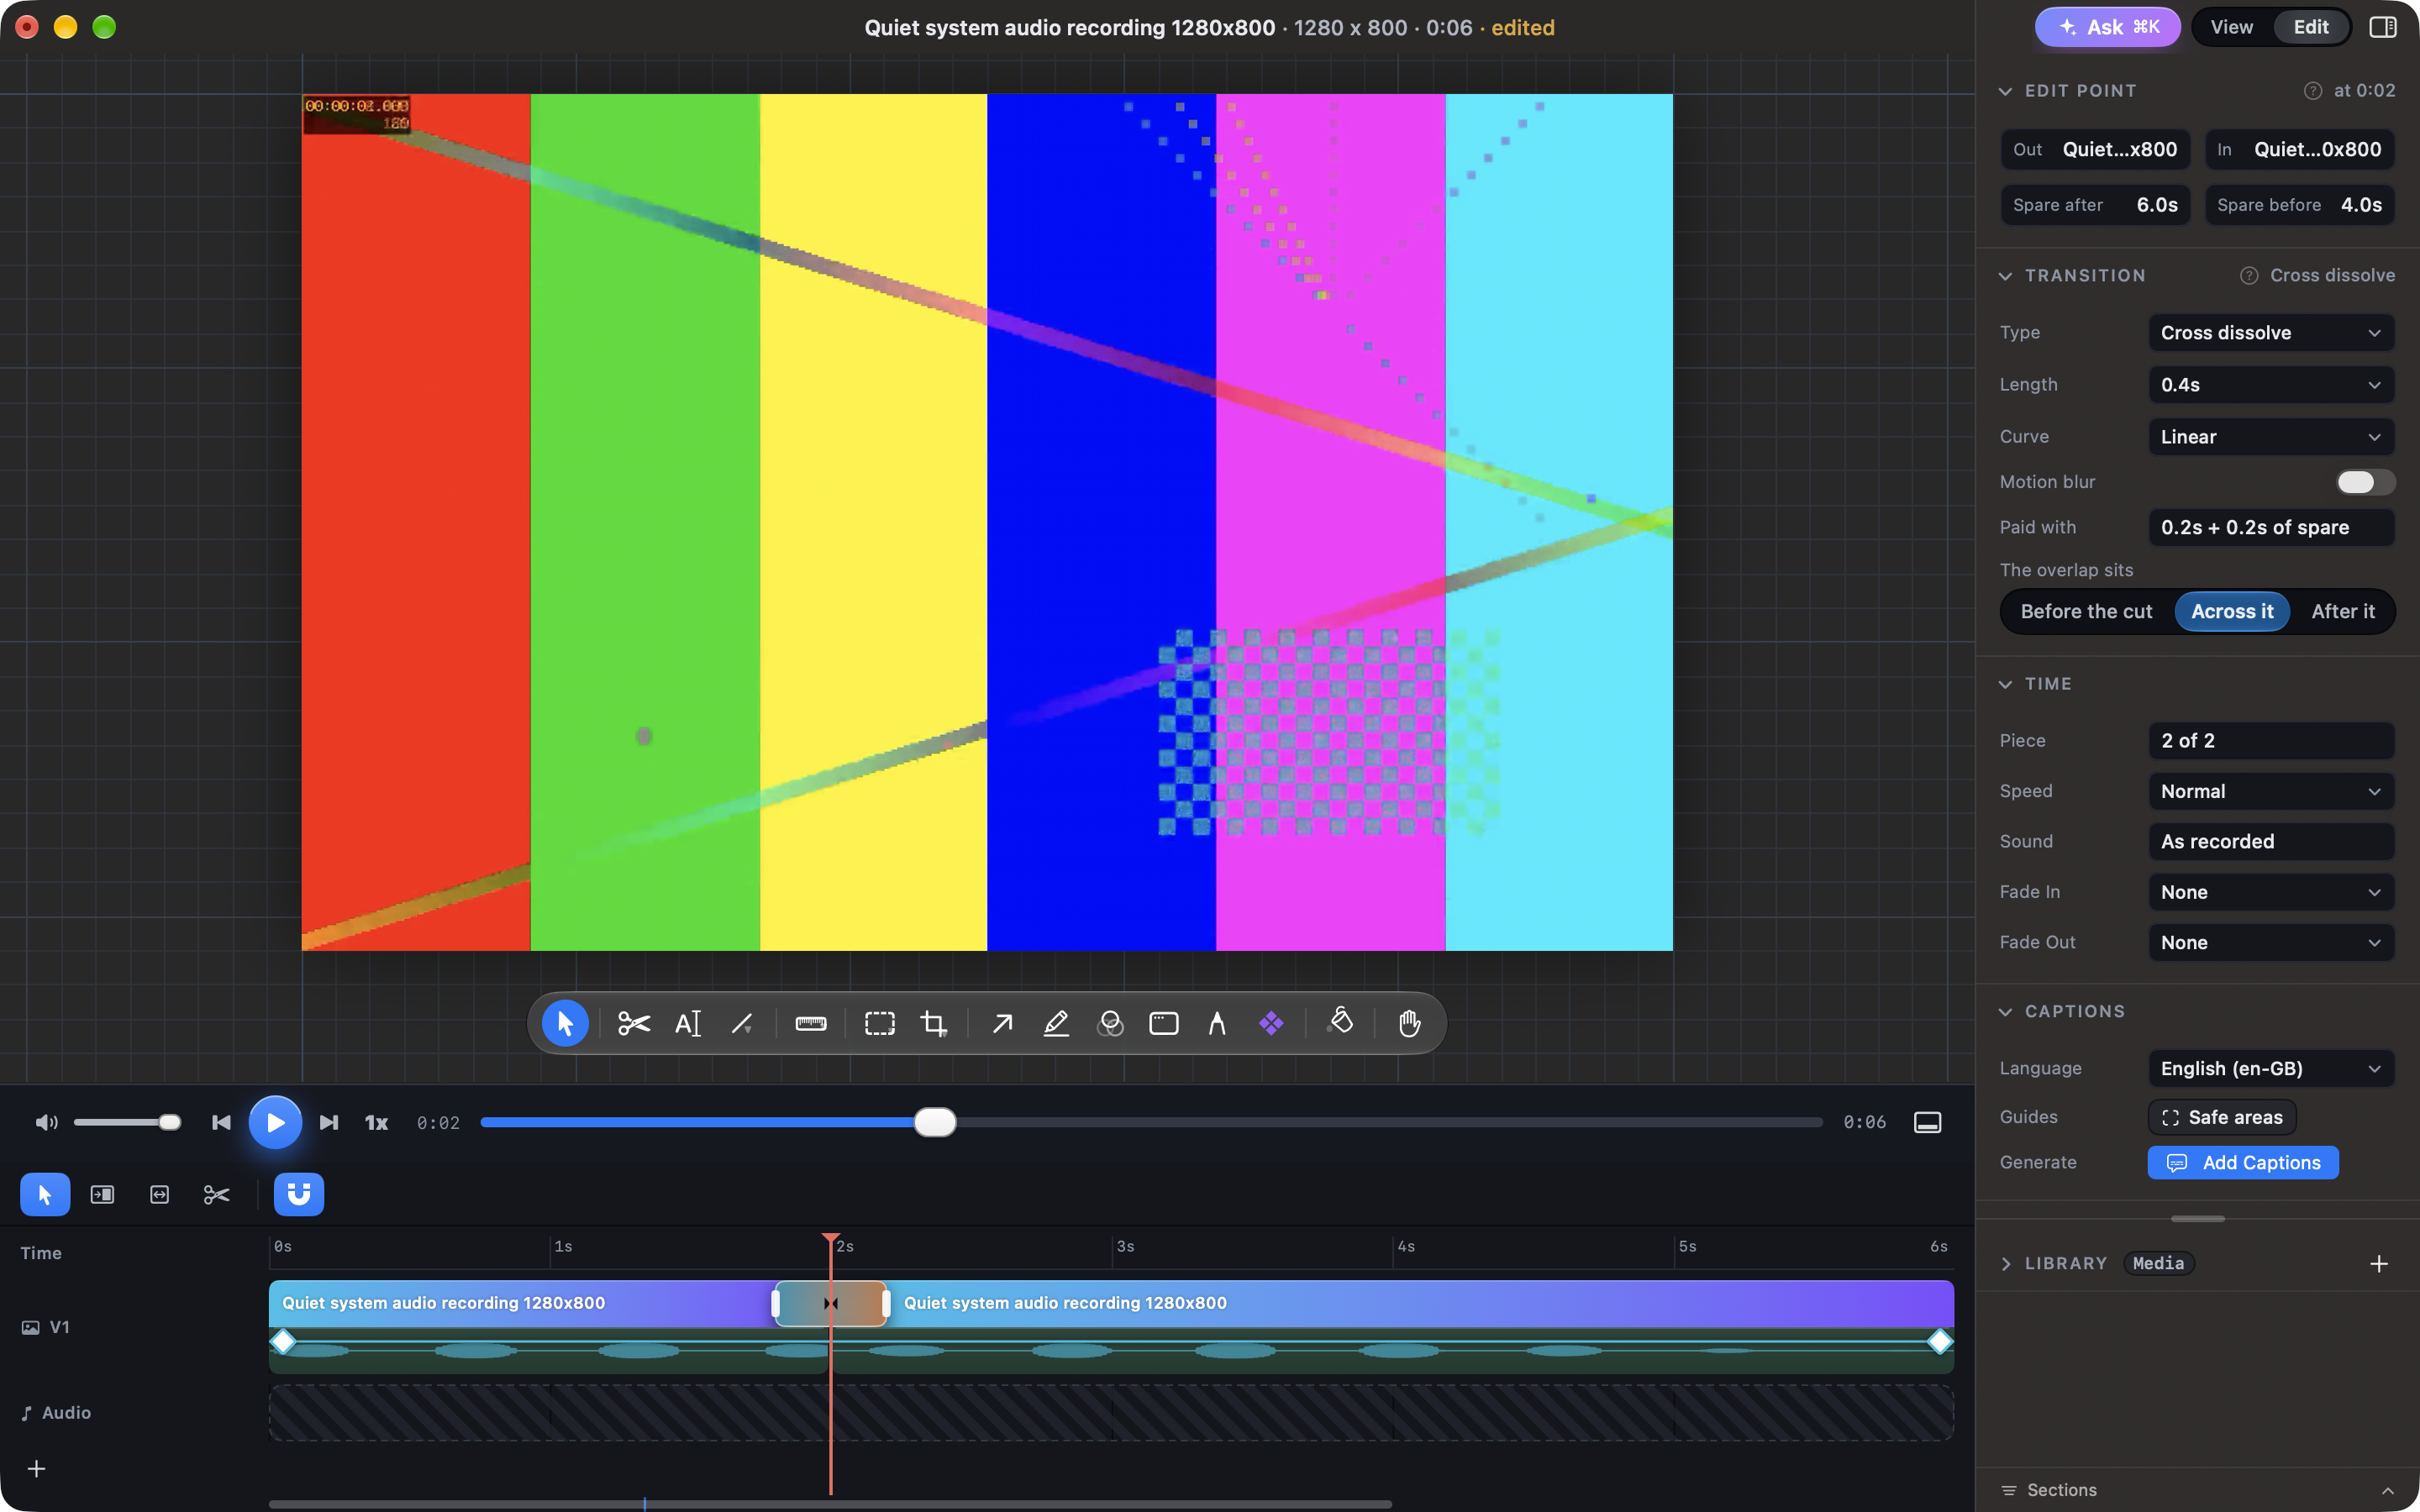 Quiet system audio recording 1280x800 · 1280 x 800 · 0:06 · edited
Ask ⌘K
View
Edit
EDIT POINT
at 0:02
Out Quiet...x800
In Quiet...0x800
Spare after 6.0s
Spare before 4.0s
TRANSITION
Cross dissolve
Type Cross dissolve
Length 0.4s
Curve Linear
Motion blur
Paid with 0.2s + 0.2s of spare
The overlap sits
Before the cut
Across it
After it
TIME
Piece 2 of 2
Speed Normal
Sound As recorded
Fade In None
Fade Out None
CAPTIONS
Language English (en-GB)
Guides Safe areas
Generate Add Captions
LIBRARY Media
Sections
1x
0:02
0:06
Time
0s
1s
2s
3s
4s
5s
6s
V1
Quiet system audio recording 1280x800
Quiet system audio recording 1280x800
Audio